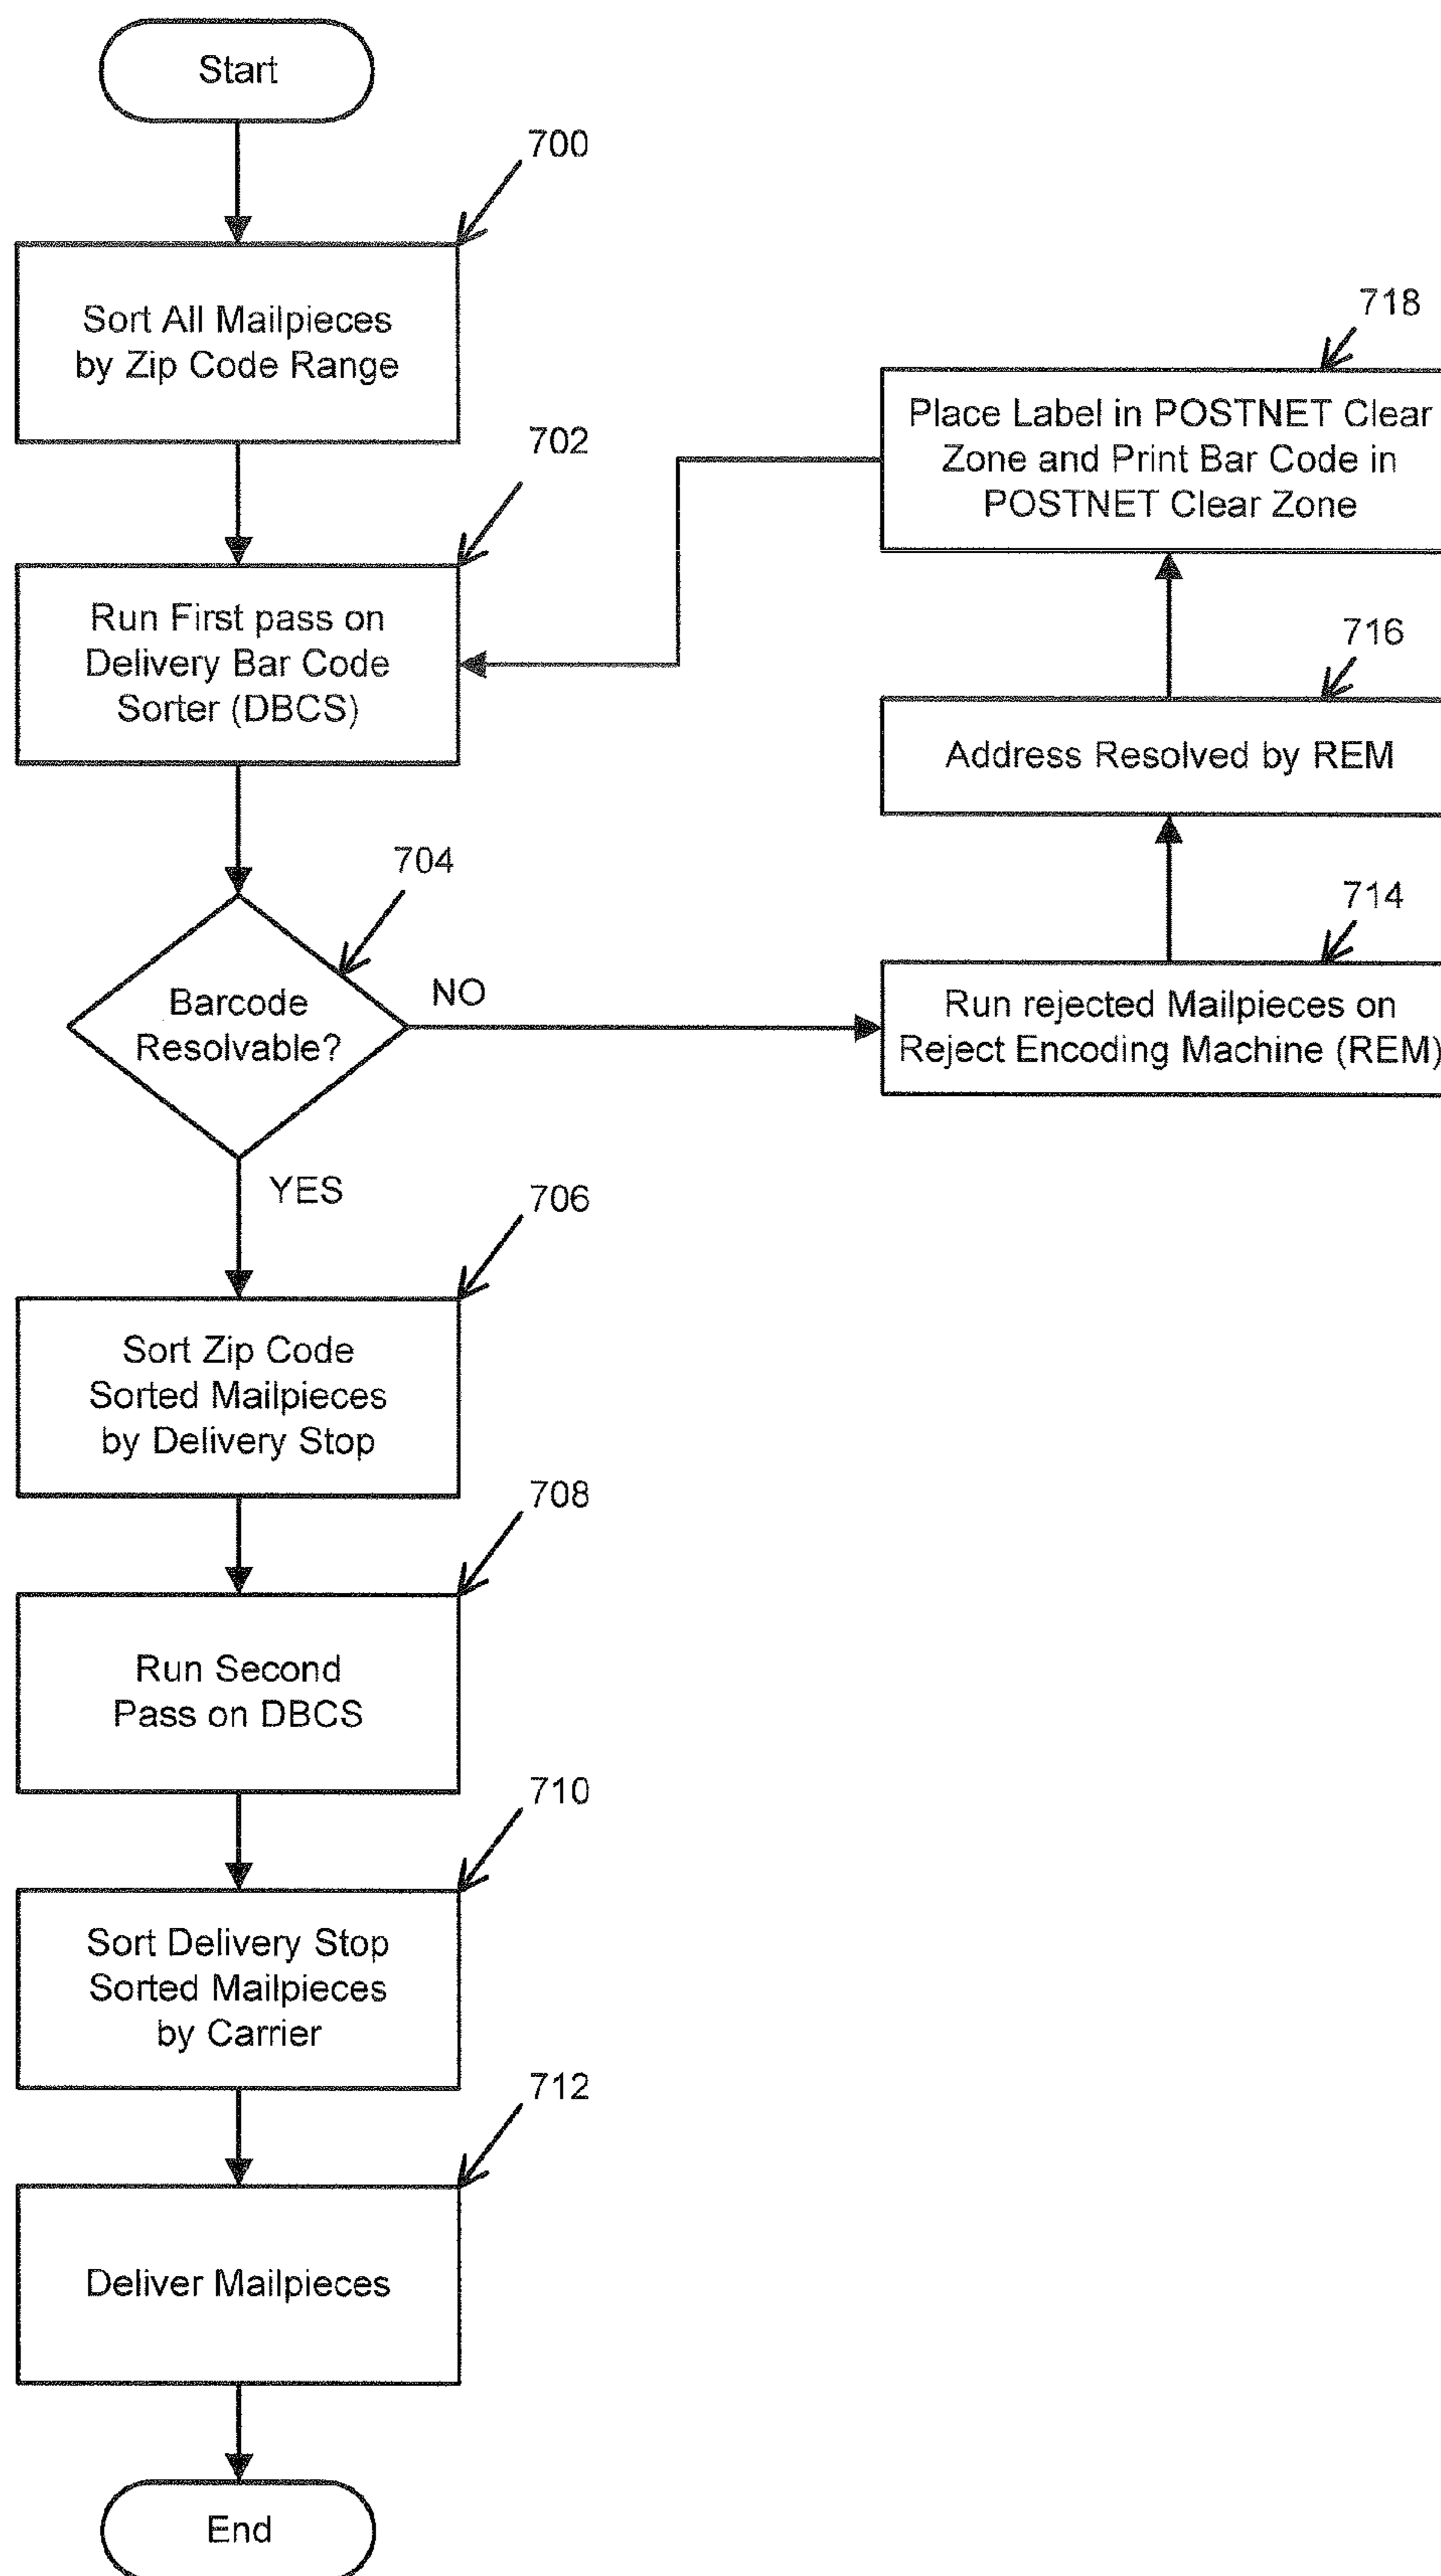 Start
700
Sort All Mailpieces
by Zip Code Range
702
Run First pass on
Delivery Bar Code
Sorter (DBCS)
704
Barcode
Resolvable?
NO
YES
706
Sort Zip Code
Sorted Mailpieces
by Delivery Stop
708
Run Second
Pass on DBCS
710
Sort Delivery Stop
Sorted Mailpieces
by Carrier
712
Deliver Mailpieces
End
718
Place Label in POSTNET Clear
Zone and Print Bar Code in
POSTNET Clear Zone
716
Address Resolved by REM
714
Run rejected Mailpieces on
Reject Encoding Machine (REM)